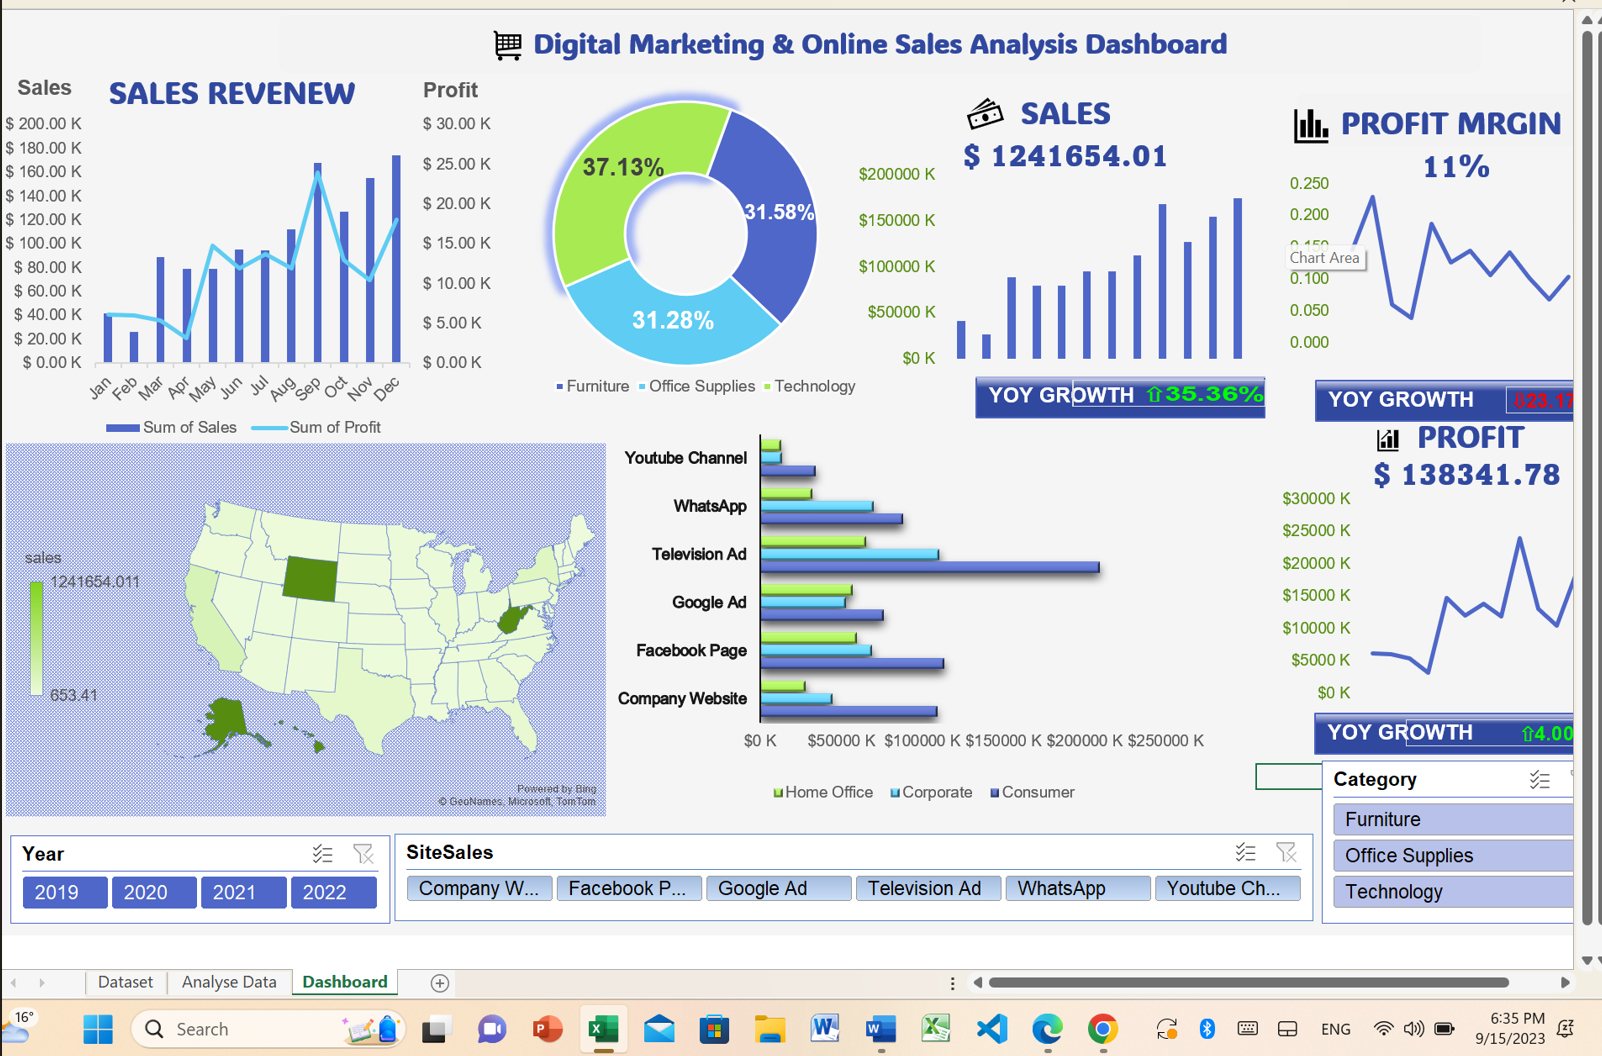 Digital Marketing & Online Sales Analysis Dashboard
Sales
SALES REVENEW
Profit
$ 200.00 K
$ 180.00 K
$ 160.00 K
$ 140.00 K
$ 120.00 K
$ 100.00 K
$ 80.00 K
$ 60.00 K
$ 40.00 K
$ 20.00 K
$ 0.00 K
$ 30.00 K
$ 25.00 K
$ 20.00 K
$ 15.00 K
$ 10.00 K
$ 5.00 K
$ 0.00 K
Jan Feb Mar Apr May Jun Jul Aug Sep Oct Nov Dec
Sum of Sales Sum of Profit
37.13%
31.58%
31.28%
Furniture Office Supplies Technology
SALES
$ 1241654.01
$200000 K
$150000 K
$100000 K
$50000 K
$0 K
YOY GROWTH ⇧35.36%
PROFIT MRGIN
11%
0.250
0.200
0.100
0.050
0.000
Chart Area
YOY GROWTH ⇩23.17
PROFIT
$ 138341.78
$30000 K
$25000 K
$20000 K
$15000 K
$10000 K
$5000 K
$0 K
YOY GROWTH ⇧4.00
sales
1241654.011
653.41
Powered by Bing
© GeoNames, Microsoft, TomTom
Youtube Channel
WhatsApp
Television Ad
Google Ad
Facebook Page
Company Website
$0 K $50000 K $100000 K $150000 K $200000 K $250000 K
Home Office Corporate Consumer
Category
Furniture
Office Supplies
Technology
Year
2019 2020 2021 2022
SiteSales
Company W... Facebook P... Google Ad Television Ad WhatsApp Youtube Ch...
Dataset Analyse Data Dashboard
16°
Search
ENG
6:35 PM
9/15/2023